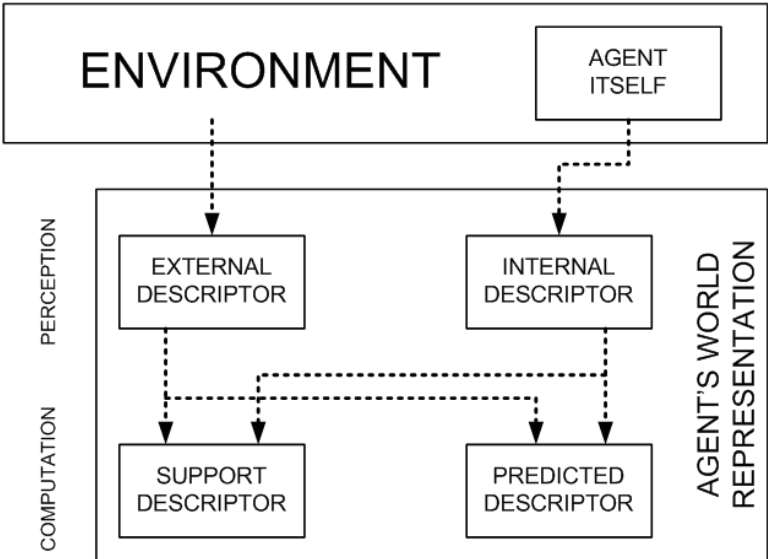 ENVIRONMENT
AGENT
ITSELF
PERCEPTION
EXTERNAL
DESCRIPTOR
INTERNAL
DESCRIPTOR
AGENT'S WORLD
REPRESENTATION
COMPUTATION
SUPPORT
DESCRIPTOR
PREDICTED
DESCRIPTOR